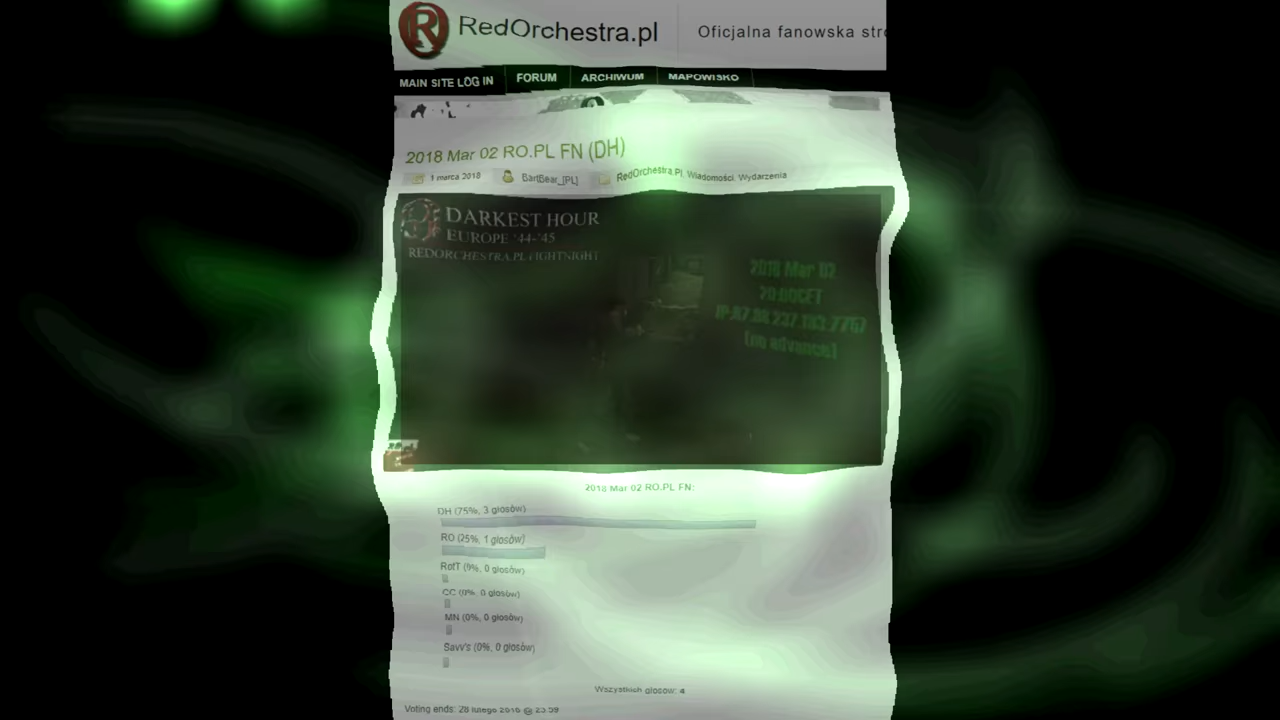 RedOrchestra.pl
Oficjalna fanowska
MAIN SITE LOG IN FORUM ARCHIWUM MAPOWISKO
2018 Mar 02 RO.PL FN (DH)
1 marca 2018 BartBear_[PL] RedOrchestra.Pl, Wiadomości, Wydarzenia
DARKEST HOUR
EUROPE '44-'45
REDORCHESTRA.PL FIGHTNIGHT
2018 Mar 02
20:00CET
(no advance)
2018 Mar 02 RO.PL FN:
DH (75%, 3 głosów)
RO (25%, 1 głosów)
RotT (0%, 0 głosów)
CC (0%, 0 głosów)
MN (0%, 0 głosów)
Savv's (0%, 0 głosów)
Wszystkich głosów: 4
Voting ends: 28 lutego 2018 @ 23:59